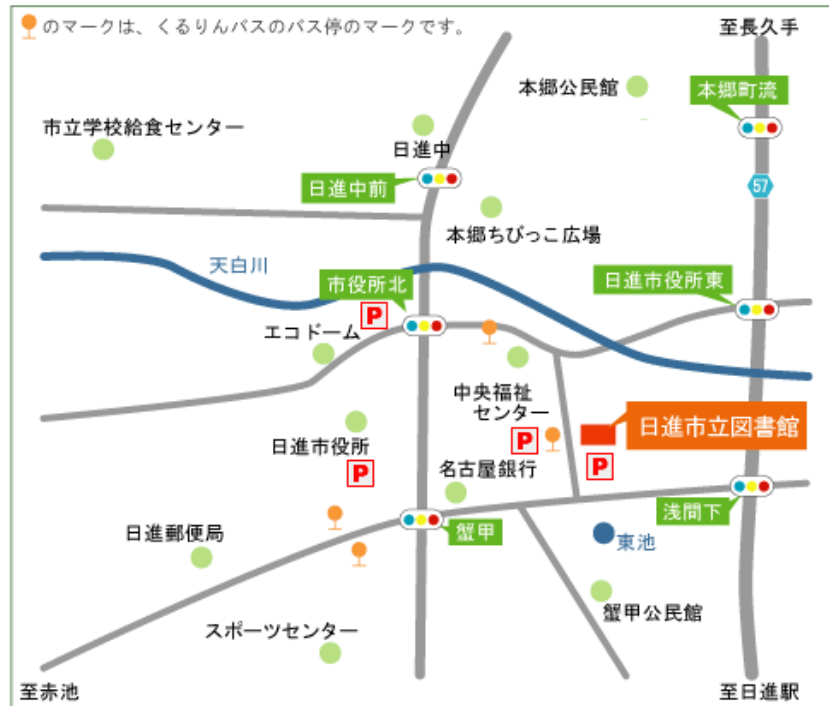 のマークは、くるりんバスのバス停のマークです。
至長久手
本郷公民館
本郷町流
市立学校給食センター
日進中
日進中前
57
本郷ちびっこ広場
天白川
市役所北
日進市役所東
P
エコドーム
中央福祉
センター
日進市立図書館
P
日進市役所
P
名古屋銀行
P
浅間下
日進郵便局
蟹甲
東池
蟹甲公民館
スポーツセンター
至赤池
至日進駅